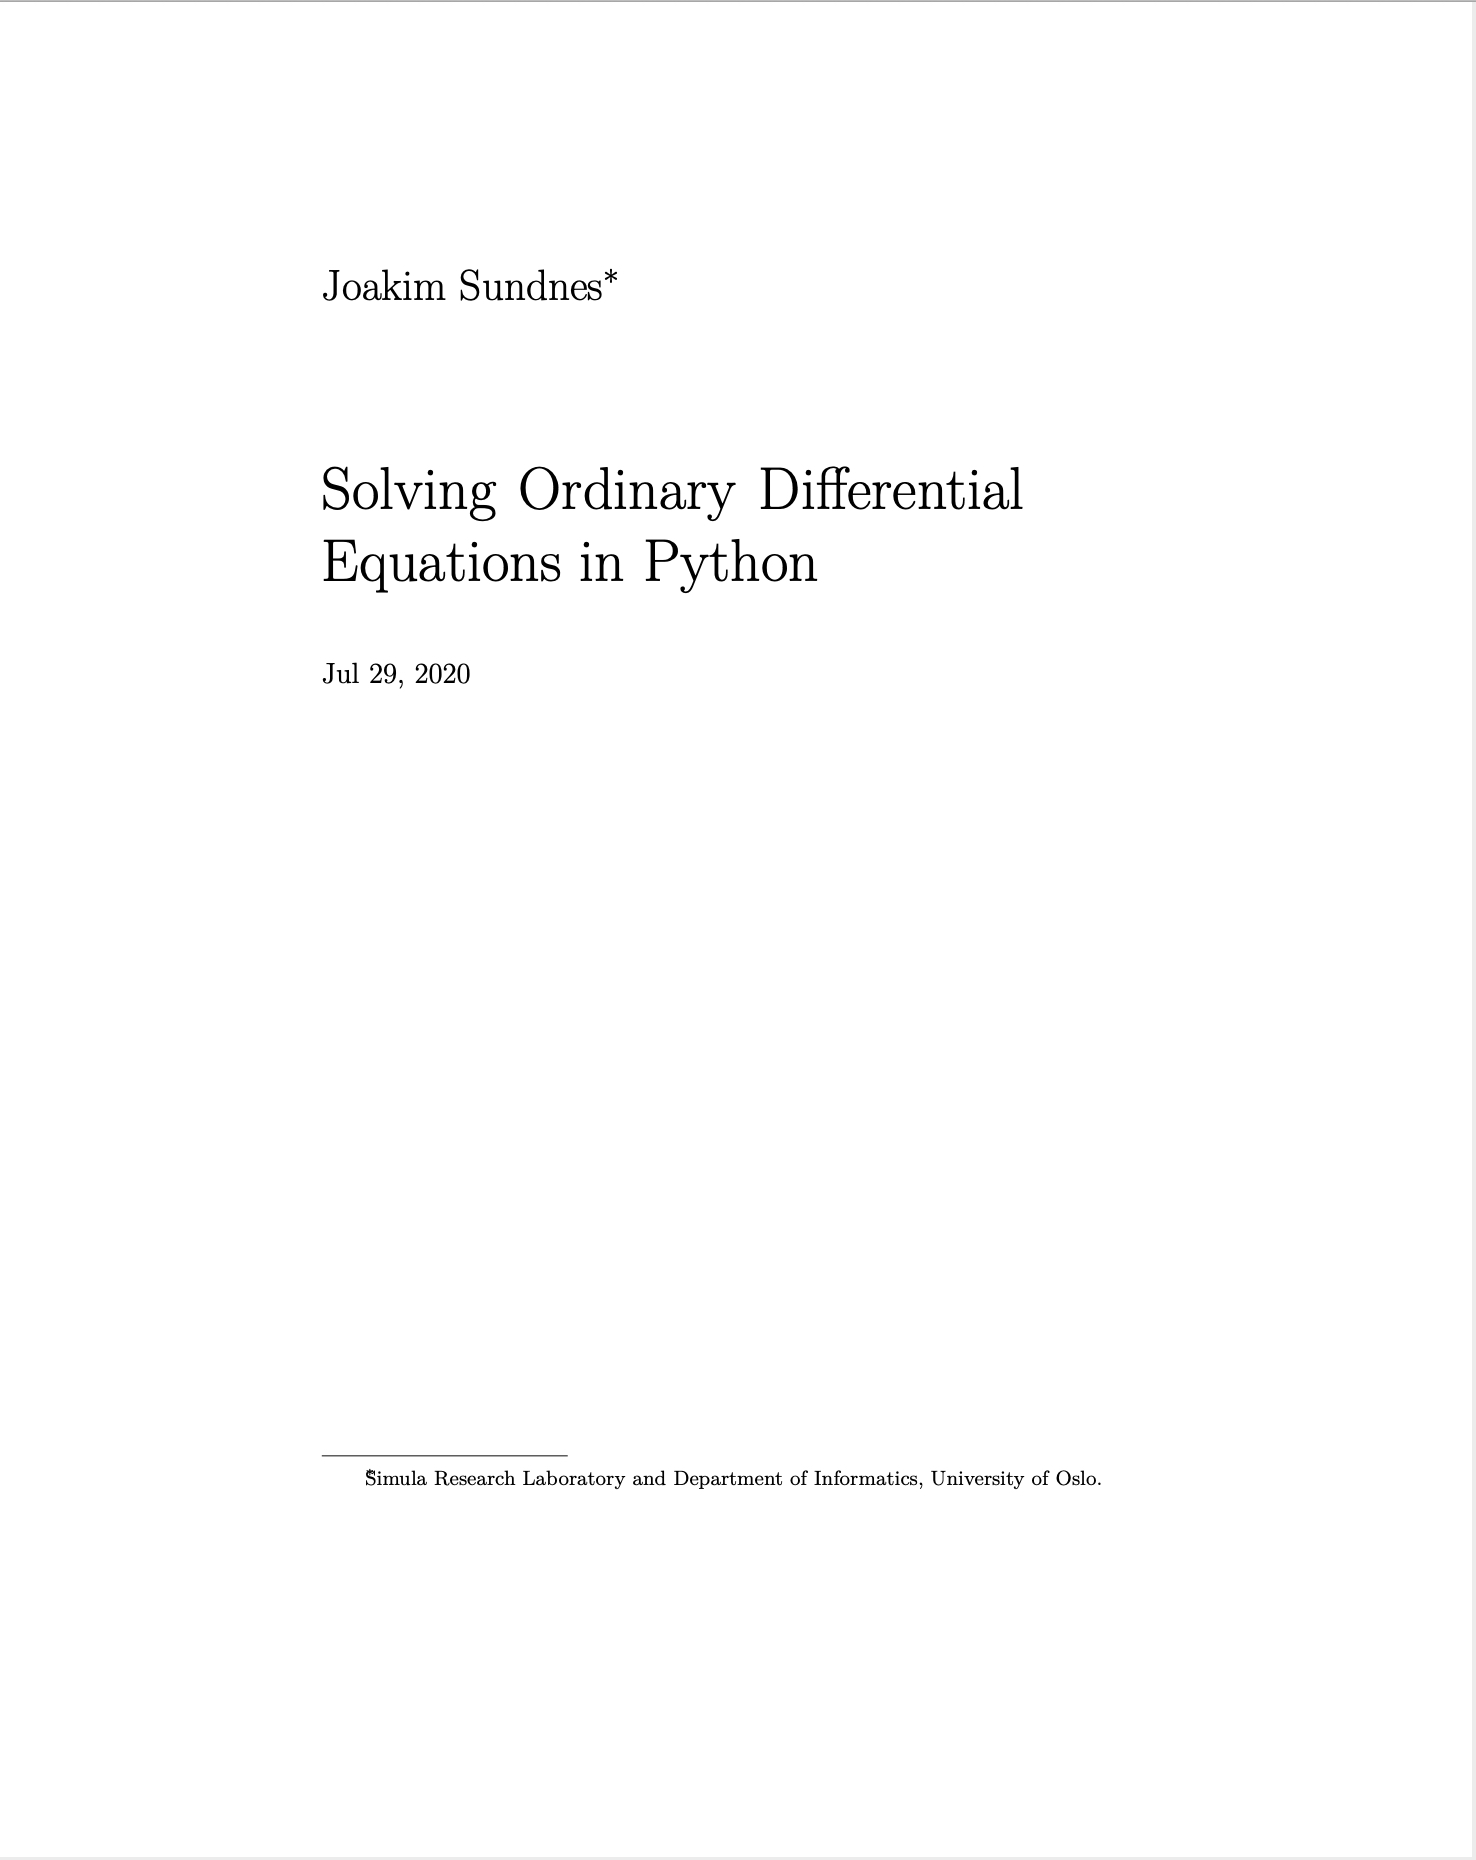 Joakim Sundnes*
Solving Ordinary Differential
Equations in Python
Jul 29, 2020
*Simula Research Laboratory and Department of Informatics, University of Oslo.